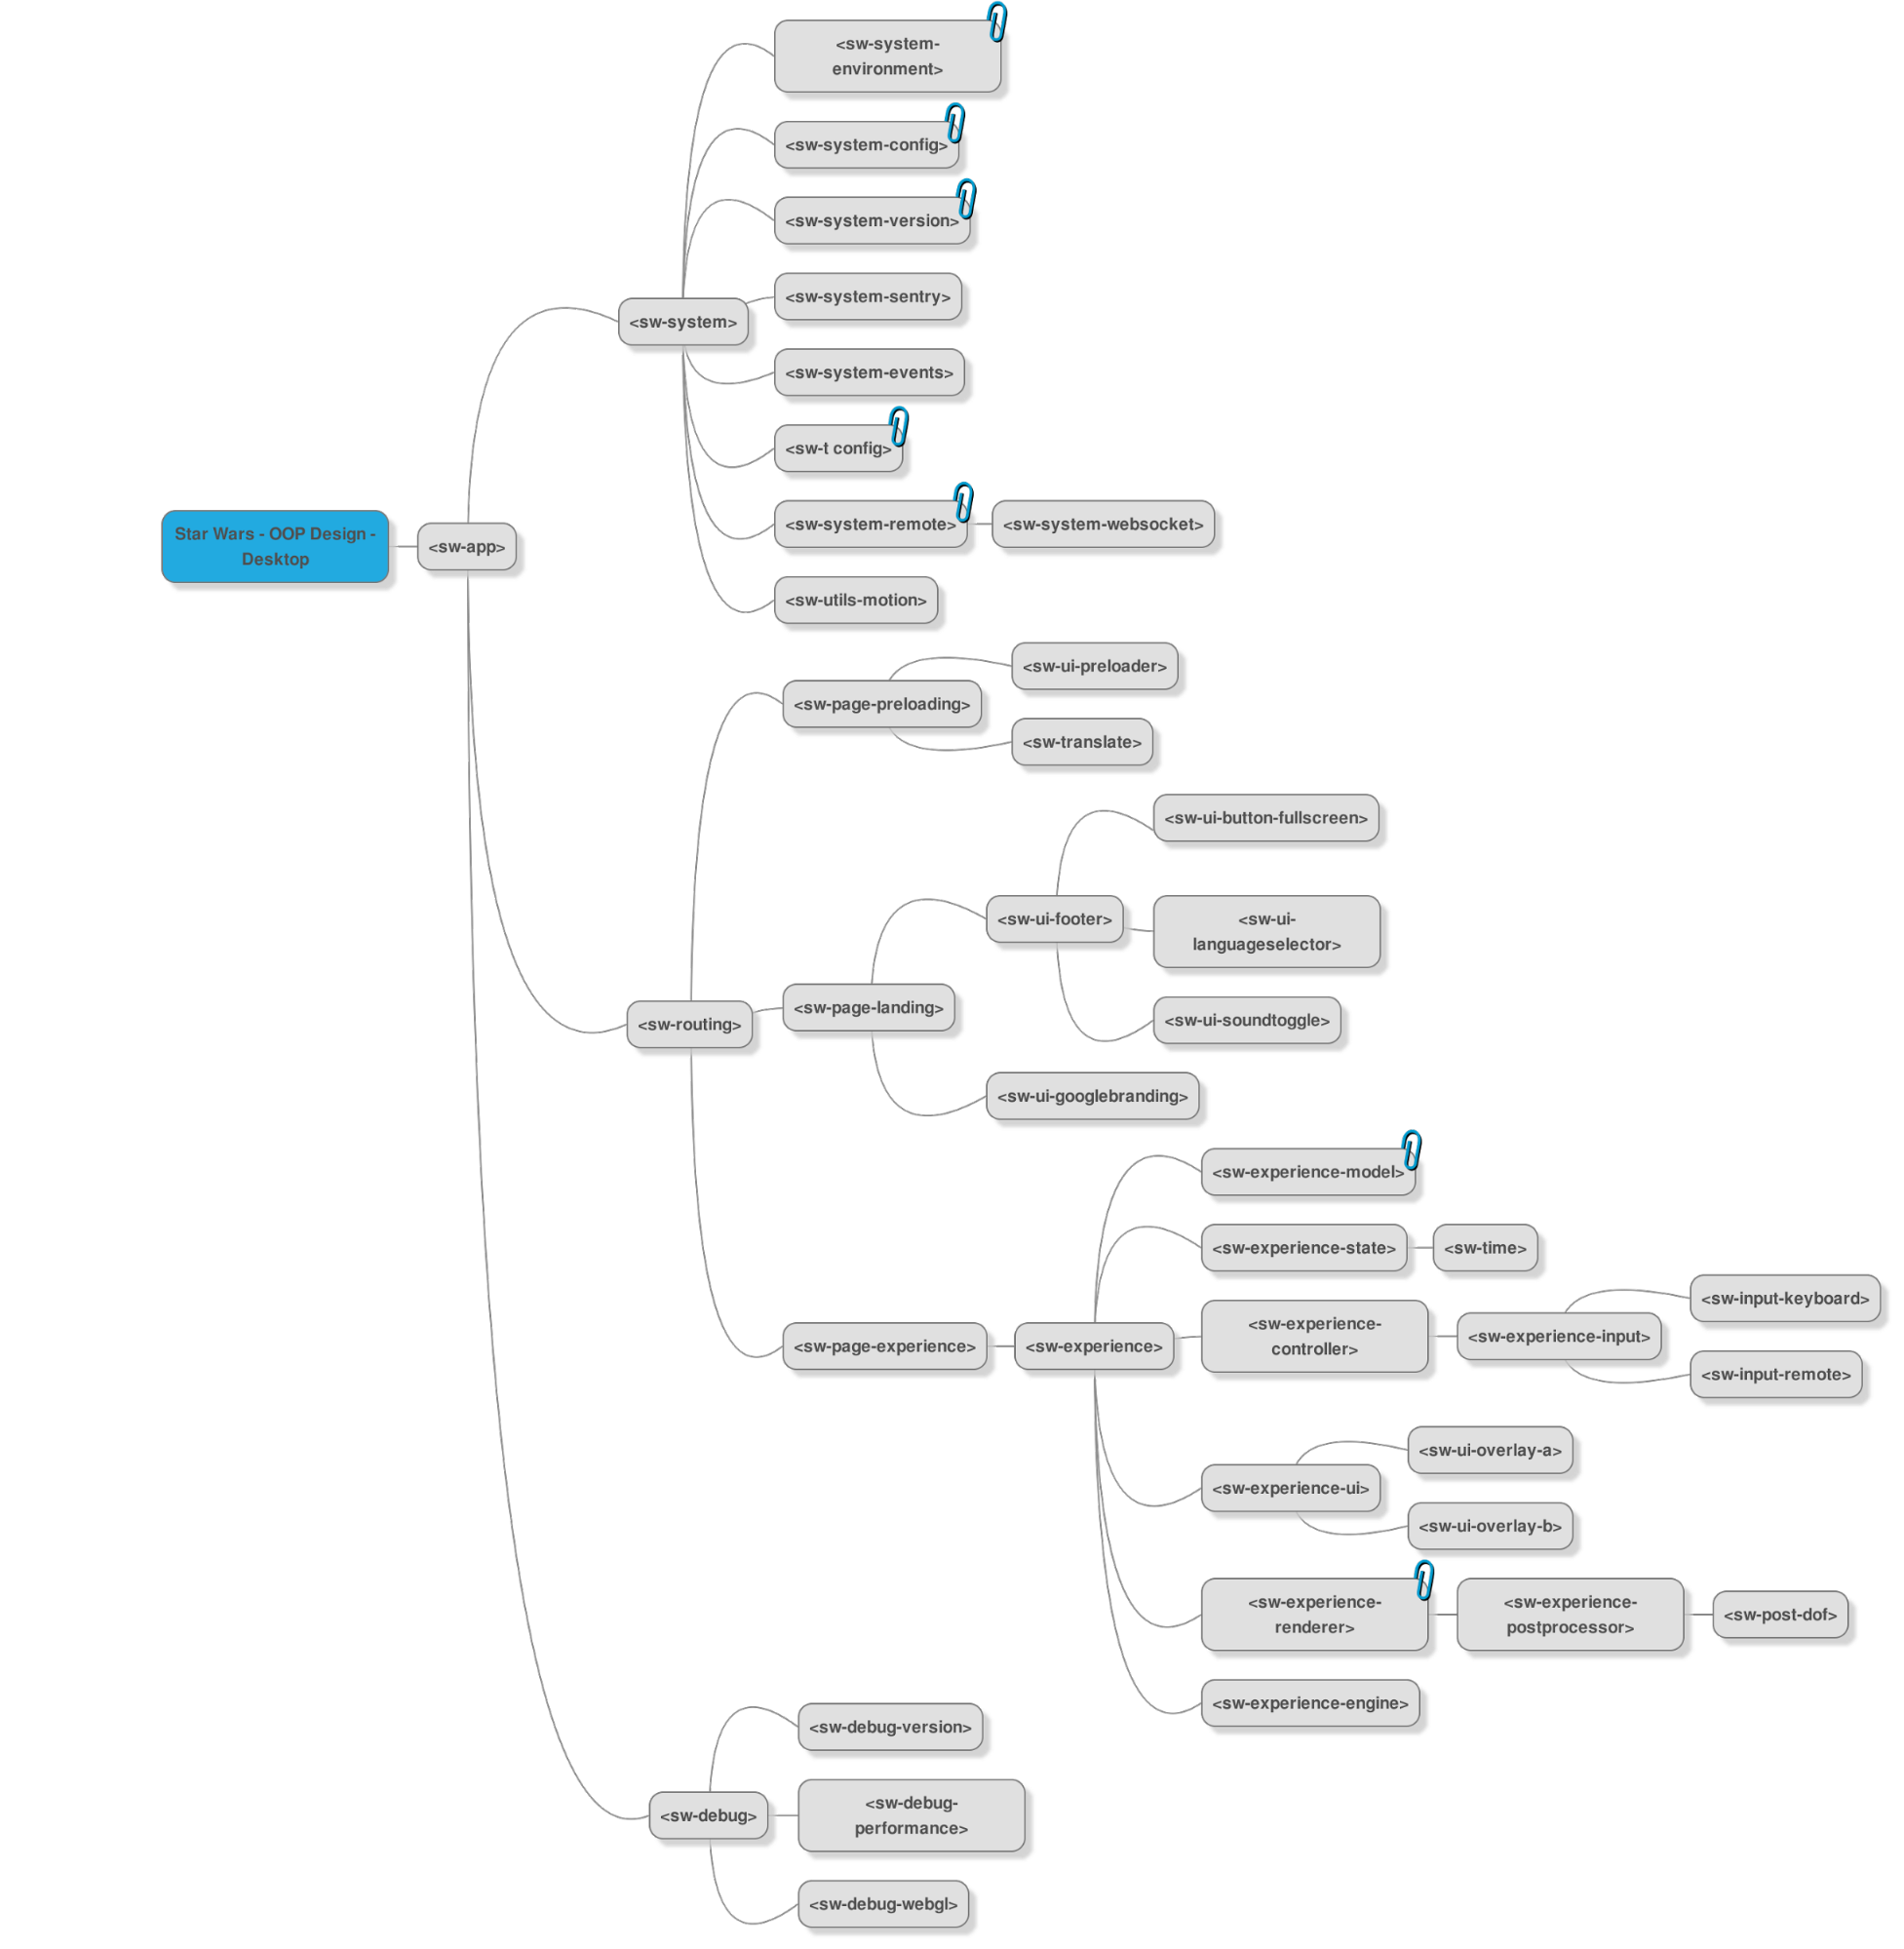 <sw-system-
environment>
<sw-system-config>
<sw-system-version>
<sw-system-sentry>
<sw-system>
<sw-system-events>
<sw-t config>
<sw-system-remote>
<sw-system-websocket>
Star Wars - OOP Design -
Desktop
<sw-app>
<sw-utils-motion>
<sw-ui-preloader>
<sw-page-preloading>
<sw-translate>
<sw-ui-button-fullscreen>
<sw-ui-footer>
<sw-ui-
languageselector>
<sw-page-landing>
<sw-routing>
<sw-ui-soundtoggle>
<sw-ui-googlebranding>
<sw-experience-model>
<sw-experience-state>
<sw-time>
<sw-input-keyboard>
<sw-page-experience>
<sw-experience>
<sw-experience-
controller>
<sw-experience-input>
<sw-input-remote>
<sw-ui-overlay-a>
<sw-experience-ui>
<sw-ui-overlay-b>
<sw-experience-
renderer>
<sw-experience-
postprocessor>
<sw-post-dof>
<sw-experience-engine>
<sw-debug-version>
<sw-debug>
<sw-debug-
performance>
<sw-debug-webgl>